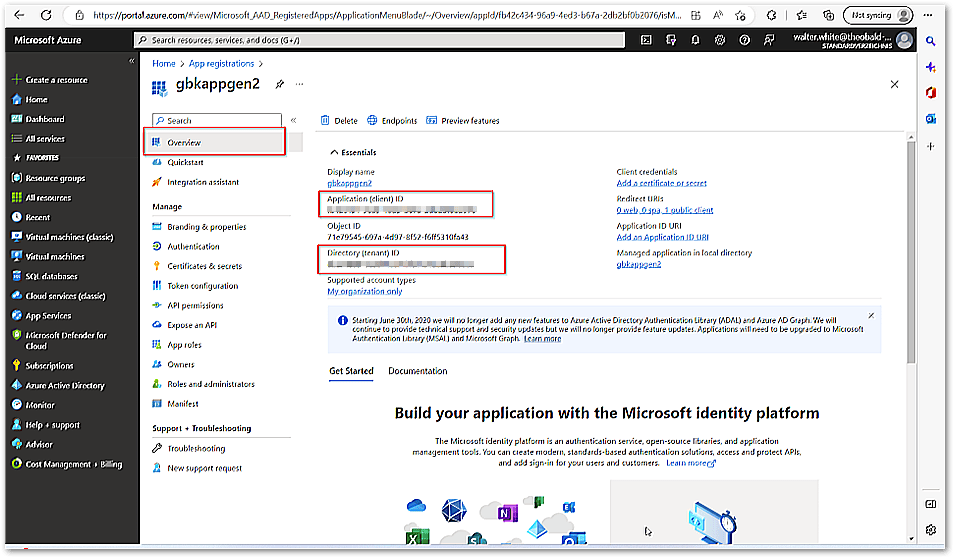 https://portal.azure.com/#view/Microsoft_AAD_RegisteredApps/ApplicationMenuBlade/~/Overview/appId/fb42c434-96a9-4ed3-b67a-2db2bf0b2076/isM...
Not syncing
Microsoft Azure
Search resources, services, and docs (G+/)
walter.white@theobald-...
STANDARDVERZEICHNIS
Create a resource
Home
Dashboard
All services
FAVORITES
Resource groups
All resources
Recent
Virtual machines (classic)
Virtual machines
SQL databases
Cloud services (classic)
App Services
Microsoft Defender for
Cloud
Subscriptions
Azure Active Directory
Monitor
Help + support
Advisor
Cost Management + Billing
Home > App registrations >
gbkappgen2
Search
Overview
Quickstart
Integration assistant
Manage
Branding & properties
Authentication
Certificates & secrets
Token configuration
API permissions
Expose an API
App roles
Owners
Roles and administrators
Manifest
Support + Troubleshooting
Troubleshooting
New support request
Delete
Endpoints
Preview features
Essentials
Display name
gbkappgen2
Application (client) ID
Object ID
71e79545-697a-4d97-8f52-f6ff5310fa43
Directory (tenant) ID
Supported account types
My organization only
Client credentials
Add a certificate or secret
Redirect URIs
0 web, 0 spa, 1 public client
Application ID URI
Add an Application ID URI
Managed application in local directory
gbkappgen2
Starting June 30th, 2020 we will no longer add any new features to Azure Active Directory Authentication Library (ADAL) and Azure AD Graph. We will
continue to provide technical support and security updates but we will no longer provide feature updates. Applications will need to be upgraded to Microsoft
Authentication Library (MSAL) and Microsoft Graph. Learn more
Get Started
Documentation
Build your application with the Microsoft identity platform
The Microsoft identity platform is an authentication service, open-source libraries, and application
management tools. You can create modern, standards-based authentication solutions, access and protect APIs,
and add sign-in for your users and customers. Learn more